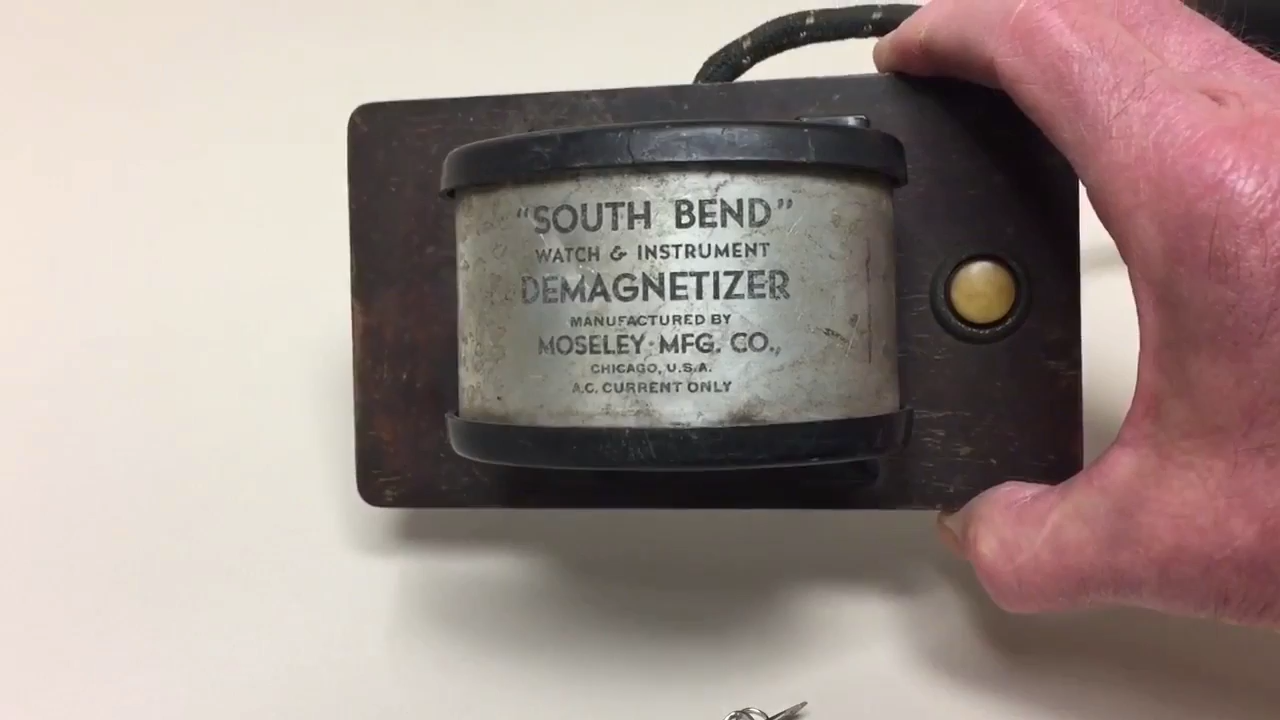 "SOUTH BEND"
WATCH & INSTRUMENT
DEMAGNETIZER
MANUFACTURED BY
MOSELEY MFG. CO.,
CHICAGO, U.S.A.
A.C. CURRENT ONLY